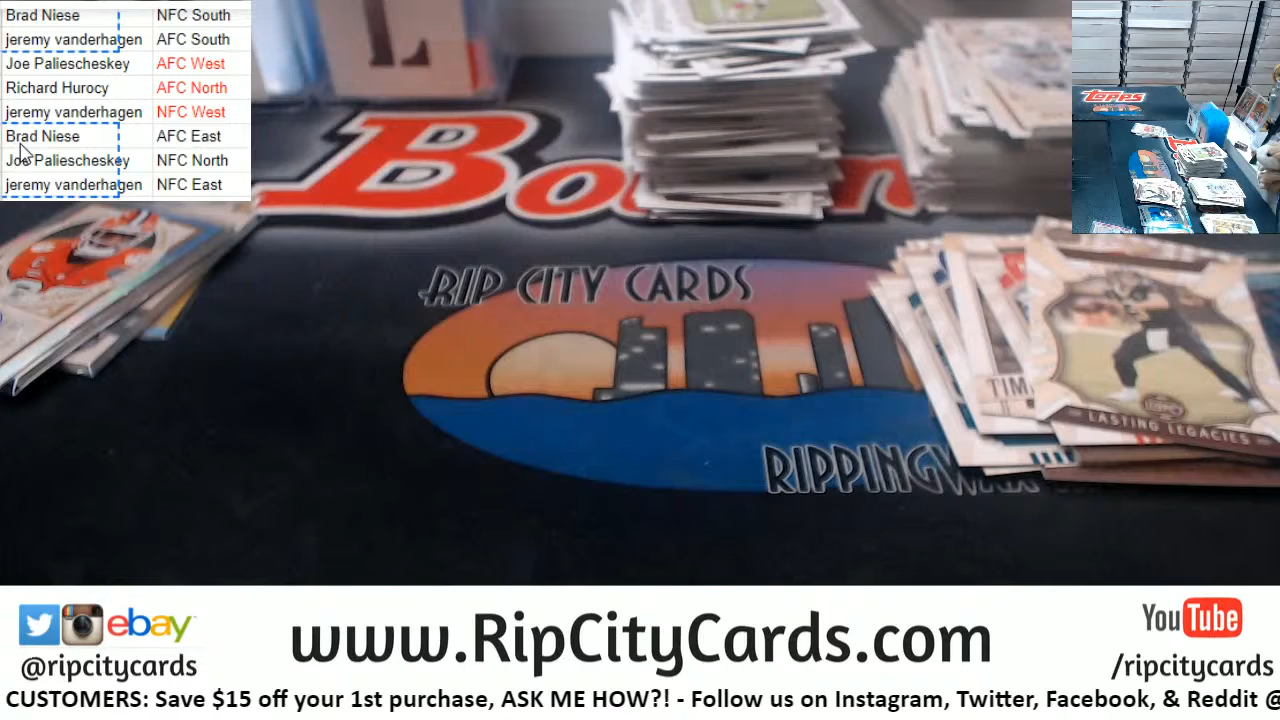 Brad Niese NFC South
jeremy vanderhagen AFC South
Joe Paliescheskey AFC West
Richard Hurocy AFC North
jeremy vanderhagen NFC West
Brad Niese AFC East
Joe Paliescheskey NFC North
jeremy vanderhagen NFC East
L
TOPPS
RIP CITY CARDS
TIM
LASTING LEGACIES
ebay
@ripcitycards
www.RipCityCards.com
YouTube
/ripcitycards
CUSTOMERS: Save $15 off your 1st purchase, ASK ME HOW?! - Follow us on Instagram, Twitter, Facebook, & Reddit @